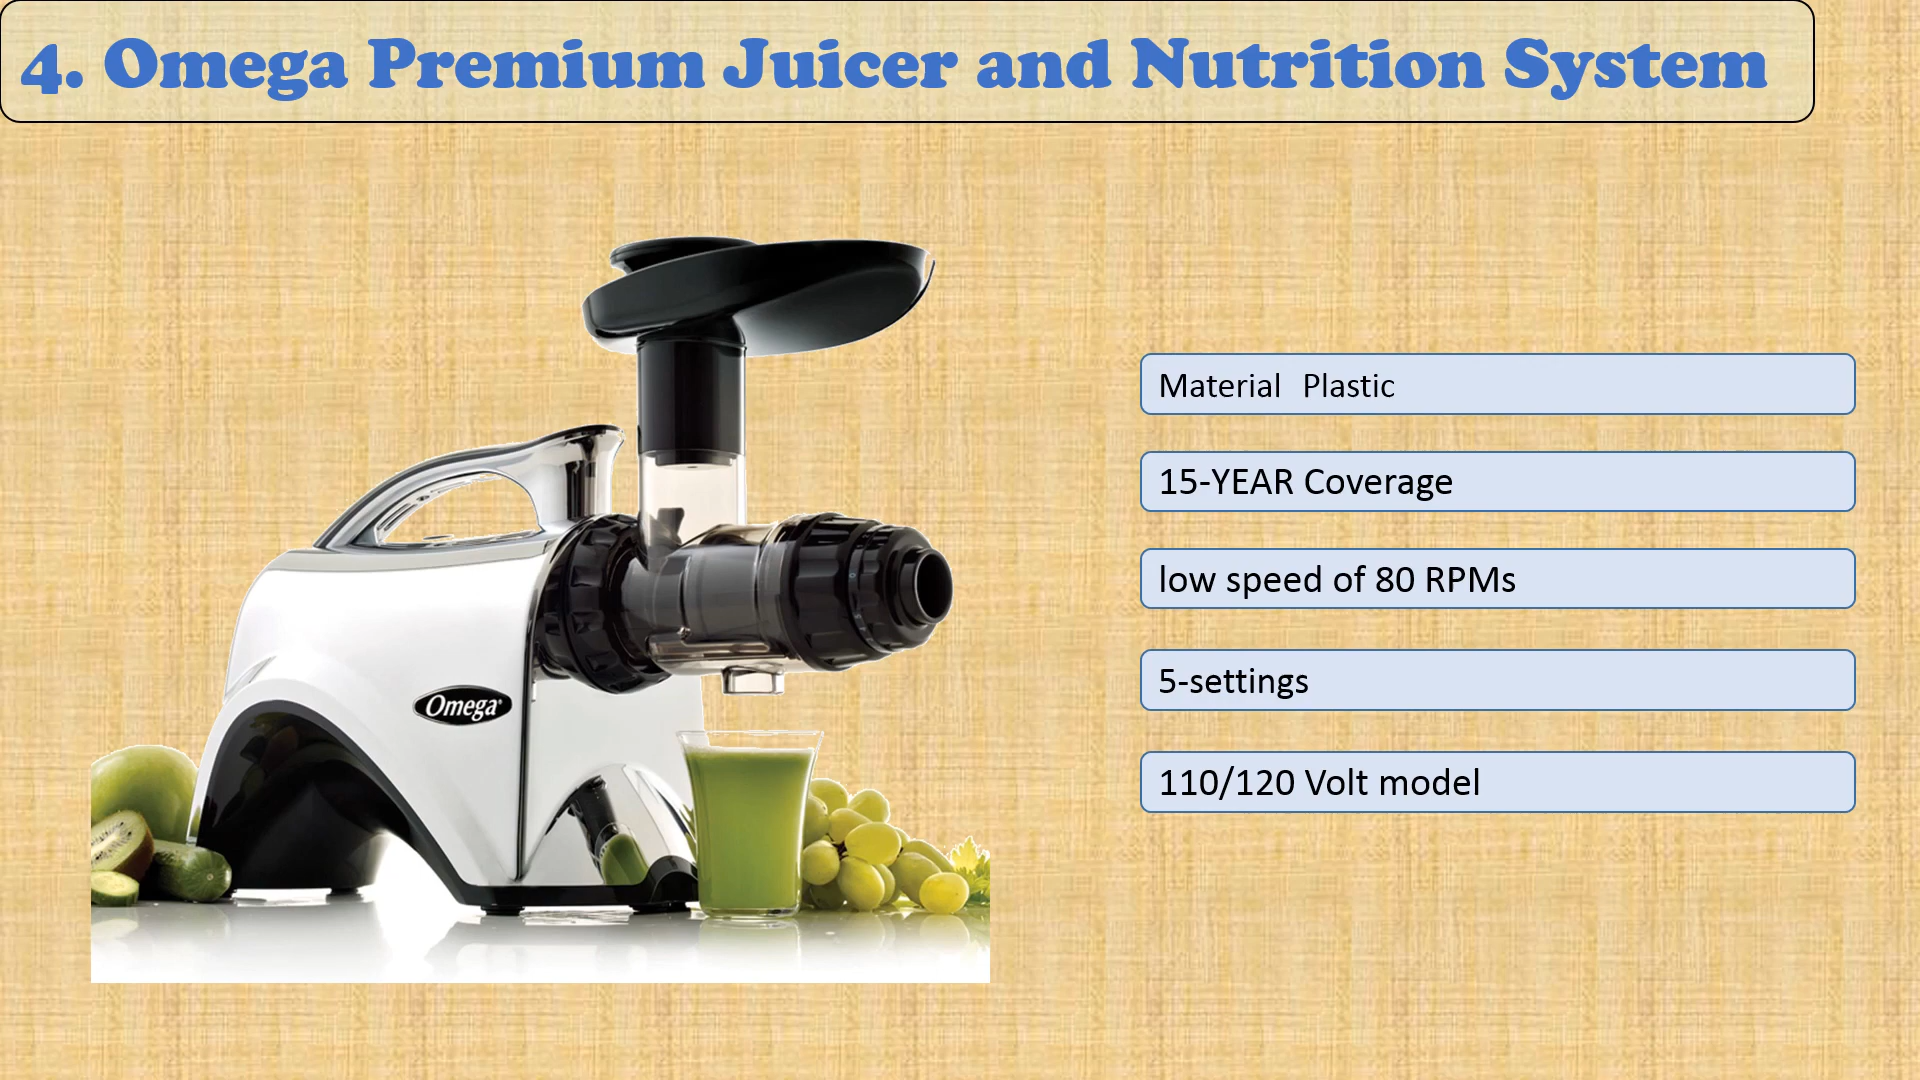 4. Omega Premium Juicer and Nutrition System
Material Plastic
15-YEAR Coverage
low speed of 80 RPMs
5-settings
110/120 Volt model
Omega